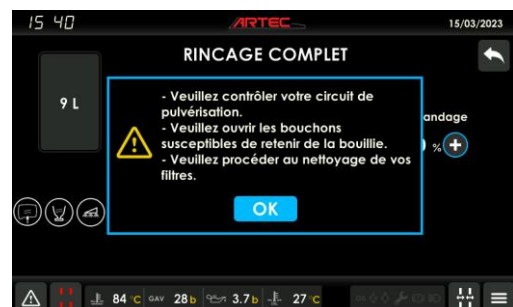 15 40
ARTEC
15/03/2023
RINCAGE COMPLET
9 L
- Veuillez contrôler votre circuit de
pulvérisation.
- Veuillez ouvrir les bouchons
susceptibles de retenir de la bouillie.
- Veuillez procéder au nettoyage de vos
filtres.
OK
andage
%
84 °C GAV 28 b 3.7 b 27 °C